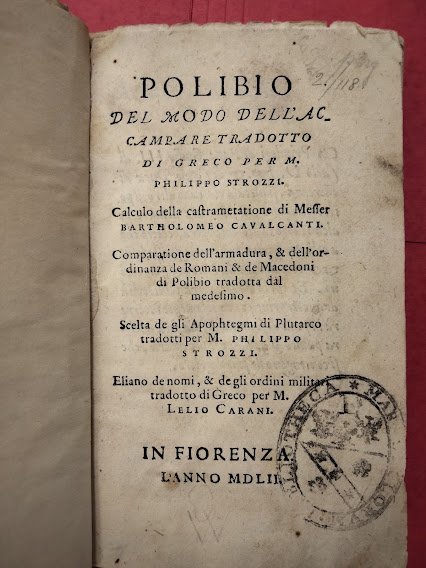 2./118
POLIBIO
DEL MODO DELL'AC-
CAMPARE TRADOTTO
DI GRECO PER M.
PHILIPPO STROZZI.
Calculo della castrametatione di Messer
BARTHOLOMEO CAVALCANTI.
Comparatione dell'armadura, & dell'or-
dinanza de Romani & de Macedoni
di Polibio tradotta dal
medesimo.
Scelta de gli Apophtegmi di Plutarco
tradotti per M. PHILIPPO
STROZZI.
Eliano de nomi, & de gli ordini militari
tradotto di Greco per M.
LELIO CARANI.
IN FIORENZA
L'ANNO MDLII